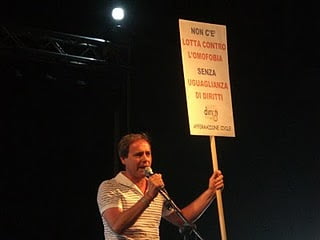 NON C'È
LOTTA CONTRO
L'OMOFOBIA
SENZA
UGUAGLIANZA
DI DIRITTI
AFFERMAZIONE CIVILE